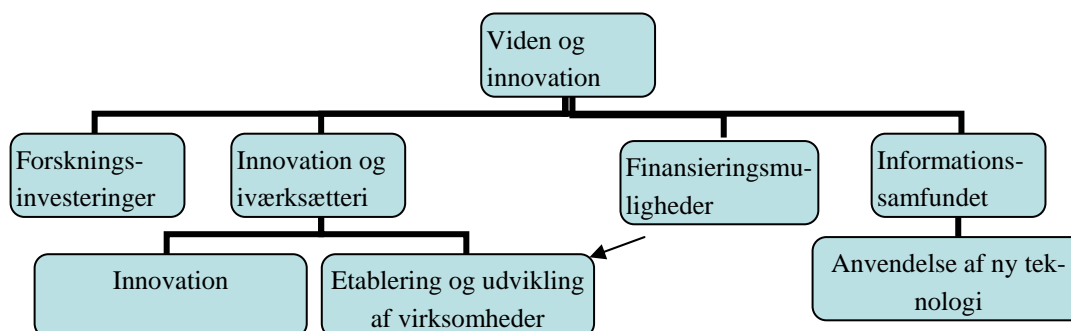 Viden og
innovation
Forsknings-
investeringer
Innovation og
iværksætteri
Finansieringsmu-
ligheder
Informations-
samfundet
Innovation
Etablering og udvikling
af virksomheder
Anvendelse af ny tek-
nologi